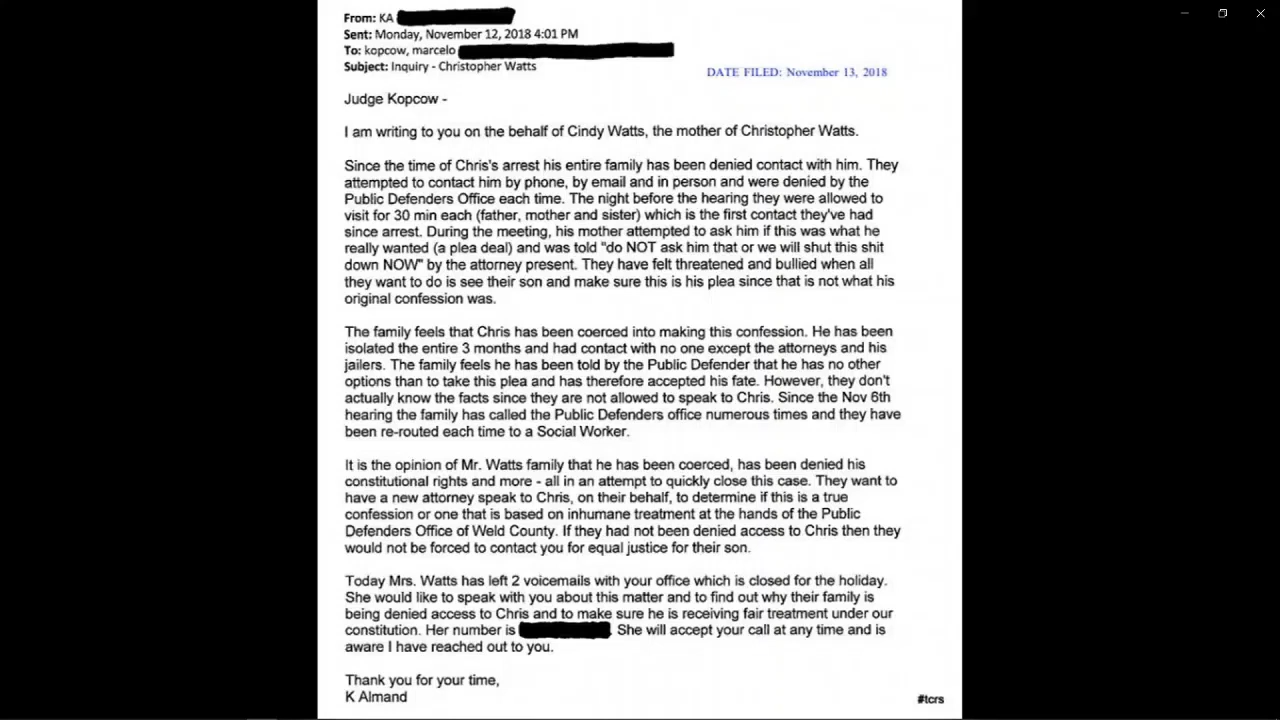 From: KA
Sent: Monday, November 12, 2018 4:01 PM
To: kopcow, marcelo
Subject: Inquiry - Christopher Watts
DATE FILED: November 13, 2018
Judge Kopcow -
I am writing to you on the behalf of Cindy Watts, the mother of Christopher Watts.
Since the time of Chris's arrest his entire family has been denied contact with him. They
attempted to contact him by phone, by email and in person and were denied by the
Public Defenders Office each time. The night before the hearing they were allowed to
visit for 30 min each (father, mother and sister) which is the first contact they've had
since arrest. During the meeting, his mother attempted to ask him if this was what he
really wanted (a plea deal) and was told "do NOT ask him that or we will shut this shit
down NOW" by the attorney present. They have felt threatened and bullied when all
they want to do is see their son and make sure this is his plea since that is not what his
original confession was.
The family feels that Chris has been coerced into making this confession. He has been
isolated the entire 3 months and had contact with no one except the attorneys and his
jailers. The family feels he has been told by the Public Defender that he has no other
options than to take this plea and has therefore accepted his fate. However, they don't
actually know the facts since they are not allowed to speak to Chris. Since the Nov 6th
hearing the family has called the Public Defenders office numerous times and they have
been re-routed each time to a Social Worker.
It is the opinion of Mr. Watts family that he has been coerced, has been denied his
constitutional rights and more - all in an attempt to quickly close this case. They want to
have a new attorney speak to Chris, on their behalf, to determine if this is a true
confession or one that is based on inhumane treatment at the hands of the Public
Defenders Office of Weld County. If they had not been denied access to Chris then they
would not be forced to contact you for equal justice for their son.
Today Mrs. Watts has left 2 voicemails with your office which is closed for the holiday.
She would like to speak with you about this matter and to find out why their family is
being denied access to Chris and to make sure he is receiving fair treatment under our
constitution. Her number is . She will accept your call at any time and is
aware I have reached out to you.
Thank you for your time,
K Almand
#tcrs